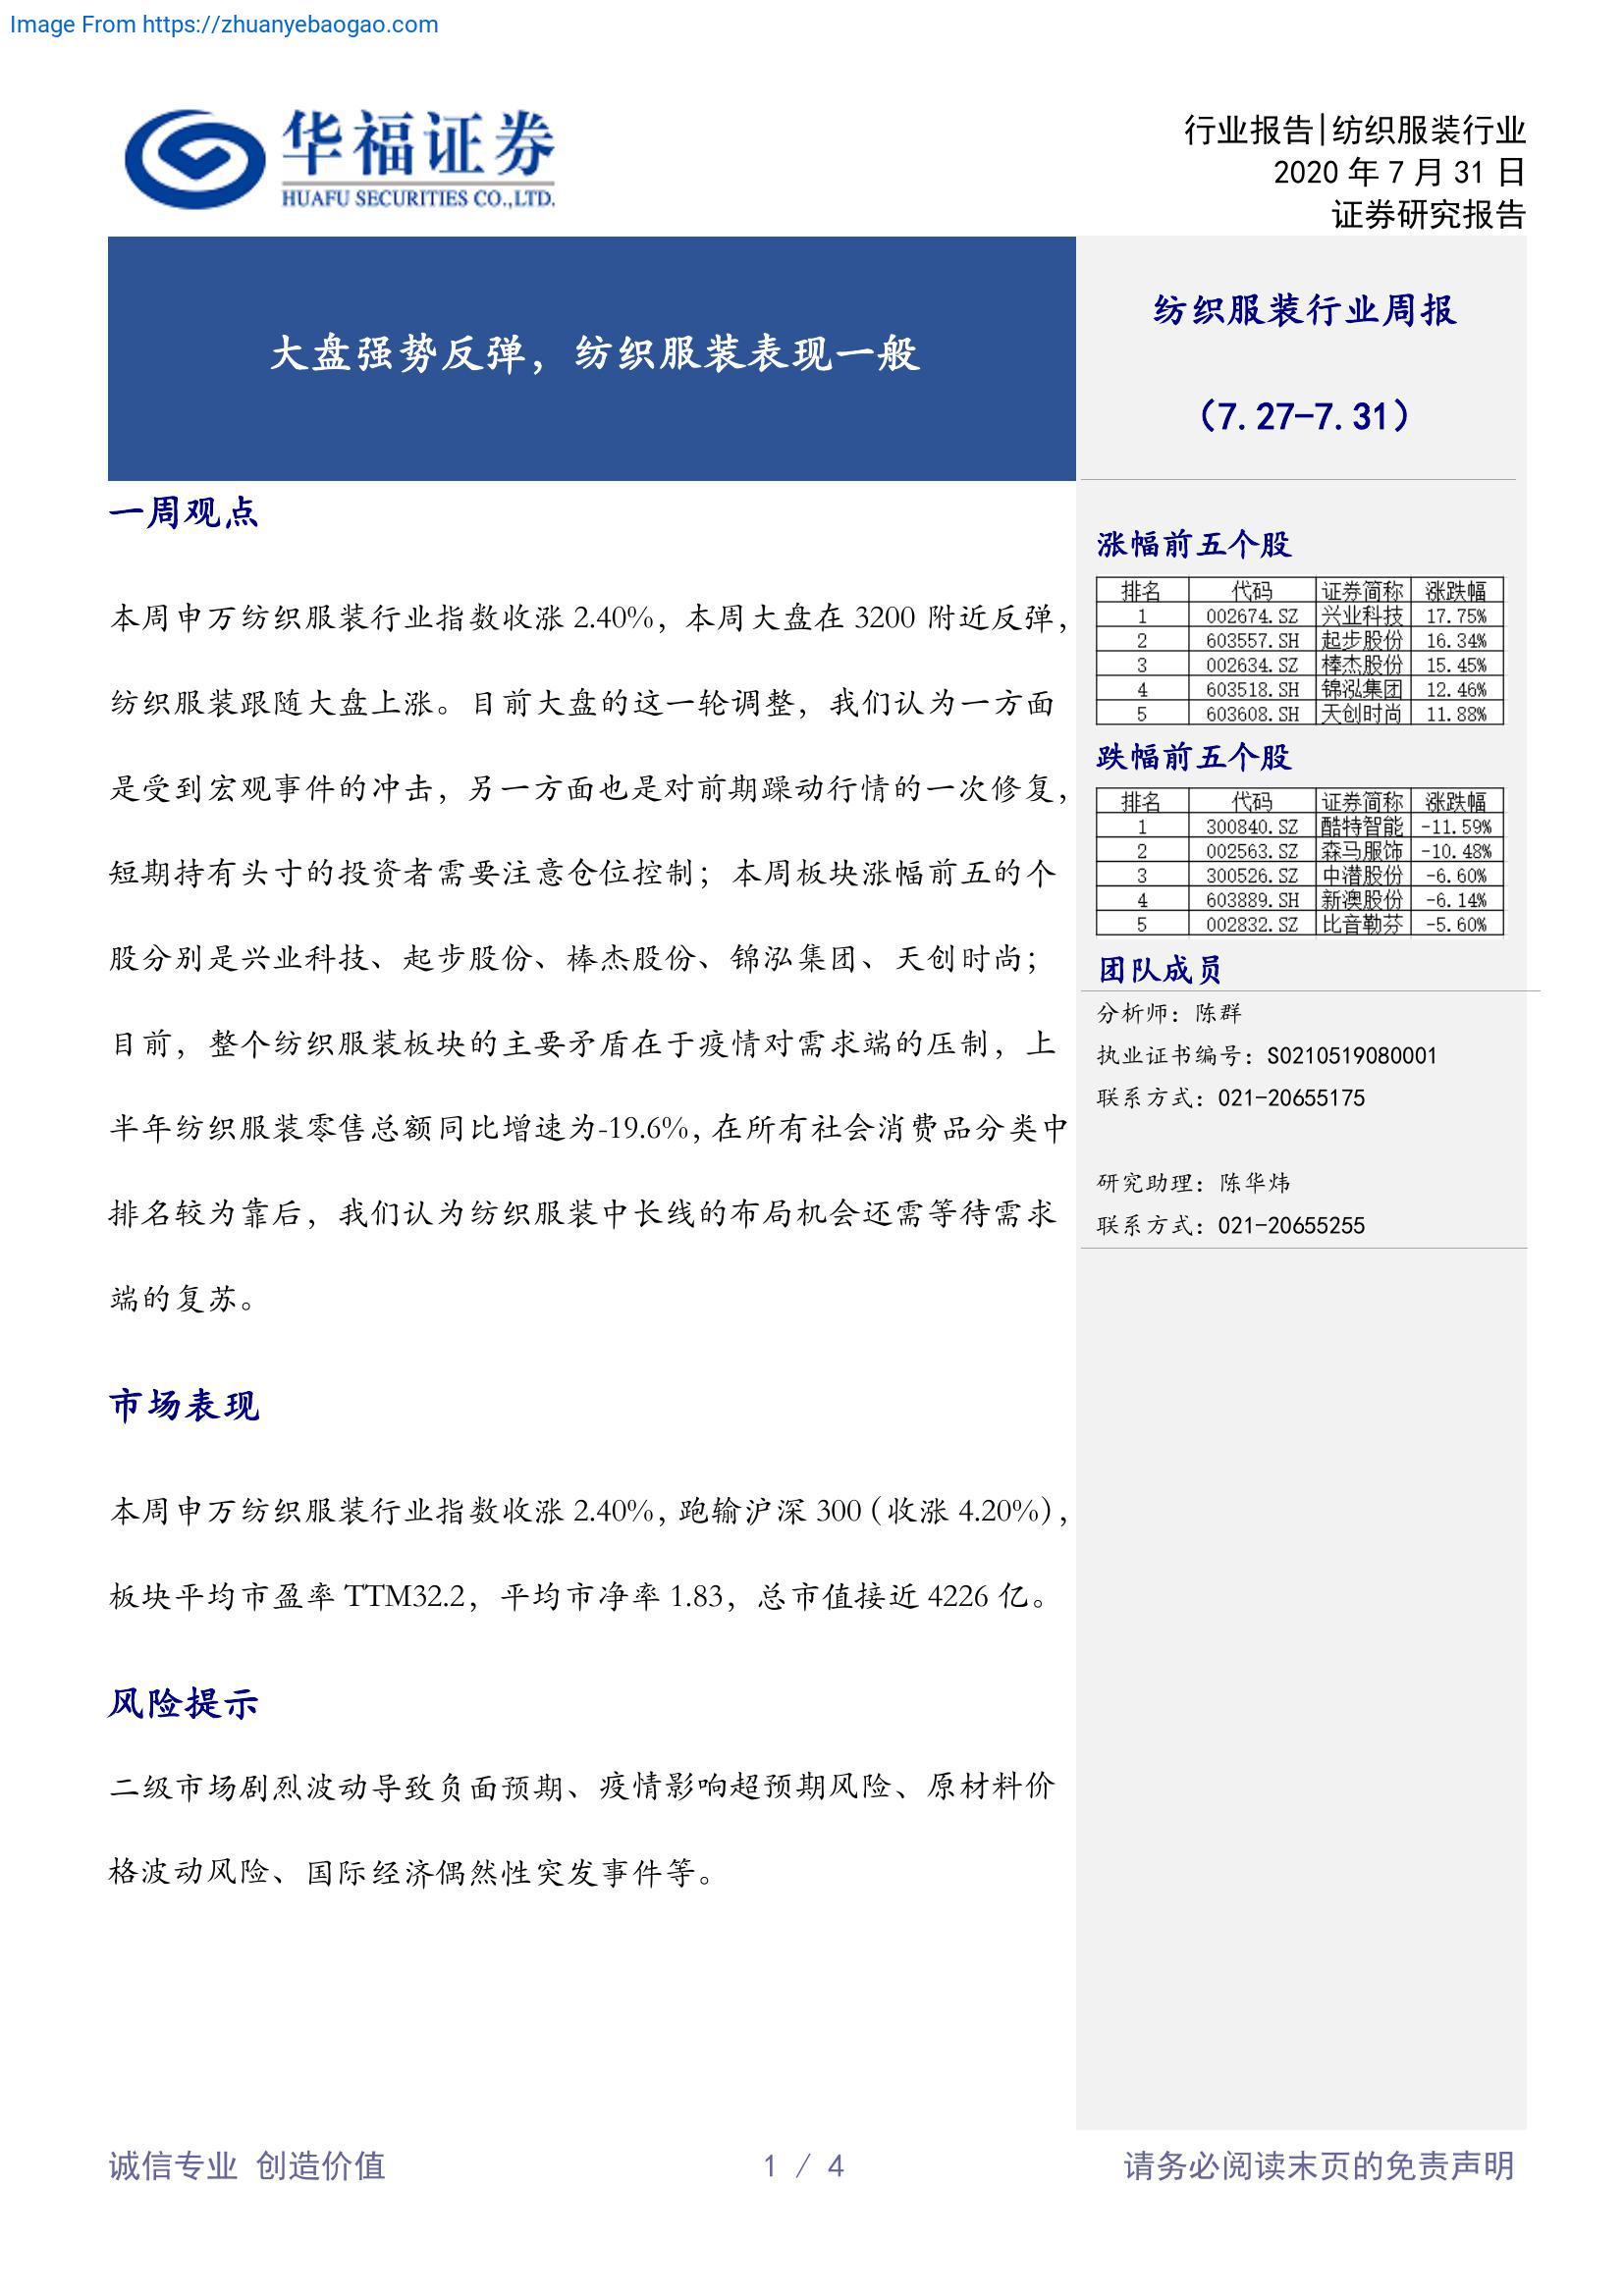 Image From https://zhuanyebaogao.com
华福证券
HUAFU SECURITIES CO.,LTD.
行业报告|纺织服装行业
2020 年 7 月 31 日
证券研究报告
大盘强势反弹，纺织服装表现一般
纺织服装行业周报
（7.27-7.31）
一周观点
本周申万纺织服装行业指数收涨 2.40%，本周大盘在 3200 附近反弹，
纺织服装跟随大盘上涨。目前大盘的这一轮调整，我们认为一方面
是受到宏观事件的冲击，另一方面也是对前期躁动行情的一次修复，
短期持有头寸的投资者需要注意仓位控制；本周板块涨幅前五的个
股分别是兴业科技、起步股份、棒杰股份、锦泓集团、天创时尚；
目前，整个纺织服装板块的主要矛盾在于疫情对需求端的压制，上
半年纺织服装零售总额同比增速为-19.6%，在所有社会消费品分类中
排名较为靠后，我们认为纺织服装中长线的布局机会还需等待需求
端的复苏。
市场表现
本周申万纺织服装行业指数收涨 2.40%，跑输沪深 300（收涨 4.20%），
板块平均市盈率 TTM32.2，平均市净率 1.83，总市值接近 4226 亿。
风险提示
二级市场剧烈波动导致负面预期、疫情影响超预期风险、原材料价
格波动风险、国际经济偶然性突发事件等。
涨幅前五个股
排名 代码 证券简称 涨跌幅
1 002674.SZ 兴业科技 17.75%
2 603557.SH 起步股份 16.34%
3 002634.SZ 棒杰股份 15.45%
4 603518.SH 锦泓集团 12.46%
5 603608.SH 天创时尚 11.88%
跌幅前五个股
排名 代码 证券简称 涨跌幅
1 300840.SZ 酷特智能 -11.59%
2 002563.SZ 森马服饰 -10.48%
3 300526.SZ 中潜股份 -6.60%
4 603889.SH 新澳股份 -6.14%
5 002832.SZ 比音勒芬 -5.60%
团队成员
分析师：陈群
执业证书编号：S0210519080001
联系方式：021-20655175
研究助理：陈华炜
联系方式：021-20655255
诚信专业 创造价值
1 / 4
请务必阅读末页的免责声明